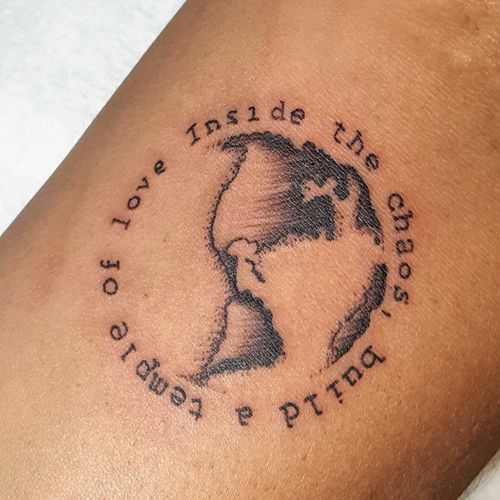 Inside the chaos, build a temple of love